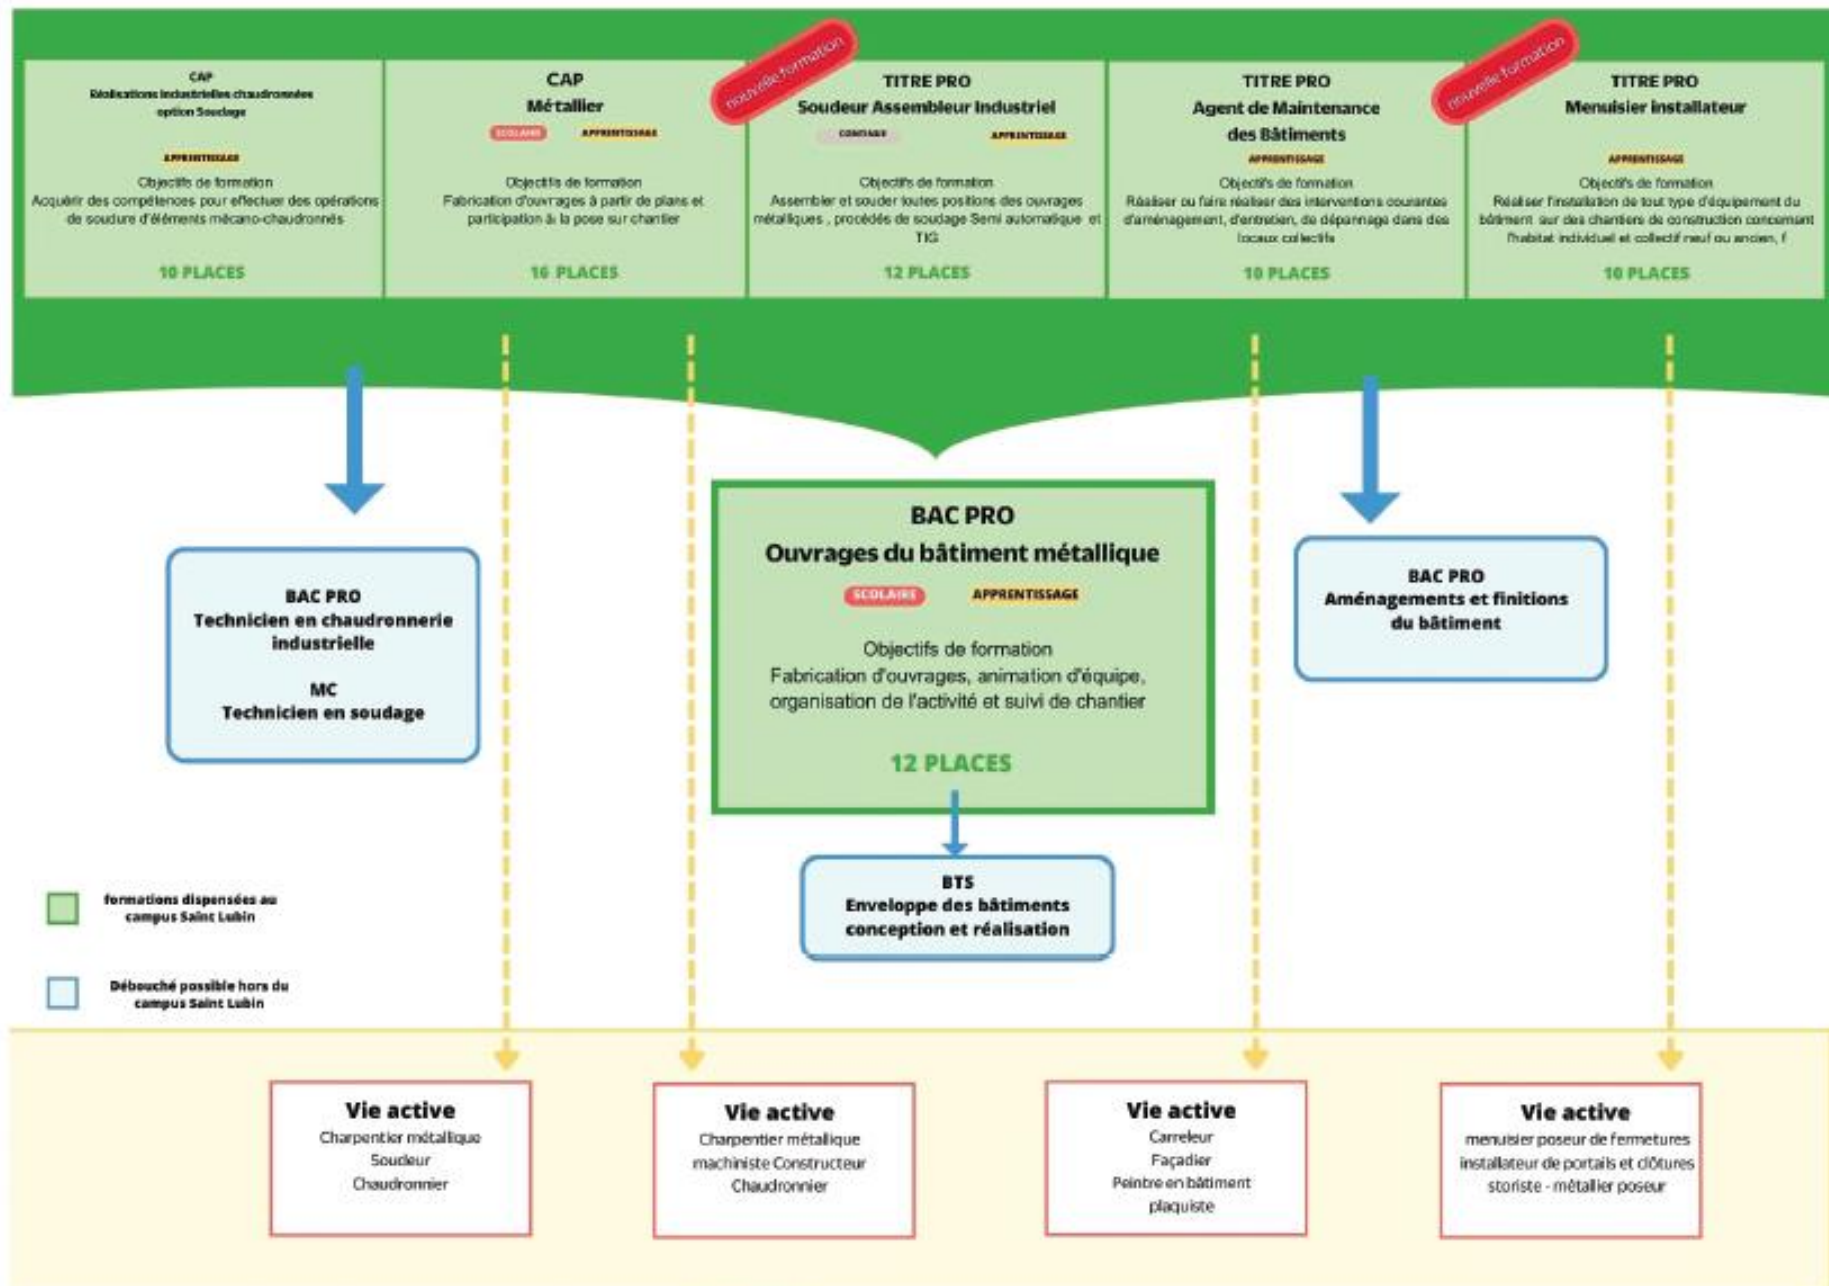 CAP
Réalisations industrielles chaudronnées
option Soudage
APPRENTISSAGE
Objectifs de formation
Acquérir des compétences pour effectuer des opérations
de soudure d'éléments mécano-chaudronnés
10 PLACES
CAP
Métallier
SCOLAIRE APPRENTISSAGE
Objectifs de formation
Fabrication d'ouvrages à partir de plans et
participation à la pose sur chantier
16 PLACES
nouvelle formation
TITRE PRO
Soudeur Assembleur Industriel
CONTINUE APPRENTISSAGE
Objectifs de formation
Assembler et souder toutes positions des ouvrages
métalliques , procédés de soudage Semi automatique et
TIG
12 PLACES
TITRE PRO
Agent de Maintenance
des Bâtiments
APPRENTISSAGE
Objectifs de formation
Réaliser ou faire réaliser des interventions courantes
d'aménagement, d'entretien, de dépannage dans des
locaux collectifs
10 PLACES
nouvelle formation
TITRE PRO
Menuisier installateur
APPRENTISSAGE
Objectifs de formation
Réaliser l'installation de tout type d'équipement du
bâtiment sur des chantiers de construction concernant
l'habitat individuel et collectif neuf ou ancien, f
10 PLACES
BAC PRO
Technicien en chaudronnerie
industrielle
MC
Technicien en soudage
BAC PRO
Ouvrages du bâtiment métallique
SCOLAIRE APPRENTISSAGE
Objectifs de formation
Fabrication d'ouvrages, animation d'équipe,
organisation de l'activité et suivi de chantier
12 PLACES
BAC PRO
Aménagements et finitions
du bâtiment
BTS
Enveloppe des bâtiments
conception et réalisation
formations dispensées au
campus Saint Lubin
Débouché possible hors du
campus Saint Lubin
Vie active
Charpentier métallique
Soudeur
Chaudronnier
Vie active
Charpentier métallique
machiniste Constructeur
Chaudronnier
Vie active
Carreleur
Façadier
Peintre en bâtiment
plaquiste
Vie active
menuisier poseur de fermetures
installateur de portails et clôtures
storiste - métallier poseur